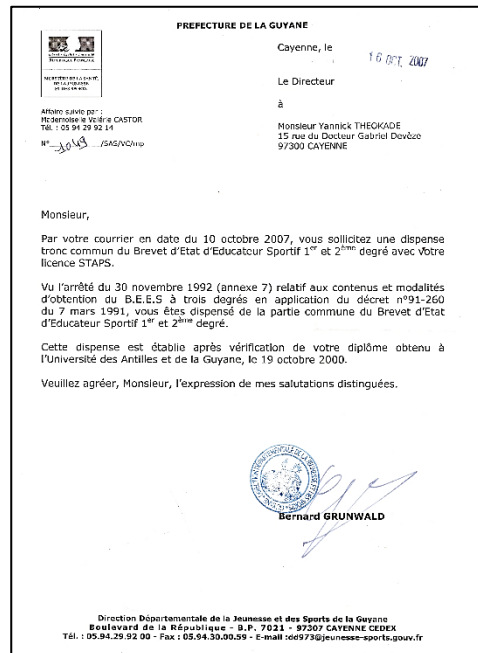 PREFECTURE DE LA GUYANE
Cayenne, le
16 OCT. 2007
Le Directeur
à
Affaire suivie par :
Mademoiselle Valérie CASTOR
Tél. : 05 94 29 92 14
N° 1049 /SAS/VC/mp
Monsieur Yannick THEOKADE
15 rue du Docteur Gabriel Devèze
97300 CAYENNE
Monsieur,
Par votre courrier en date du 10 octobre 2007, vous sollicitez une dispense
tronc commun du Brevet d'Etat d'Educateur Sportif 1er et 2ème degré avec Votre
licence STAPS.
Vu l'arrêté du 30 novembre 1992 (annexe 7) relatif aux contenus et modalités
d'obtention du B.E.E.S à trois degrés en application du décret n°91-260
du 7 mars 1991, vous êtes dispensé de la partie commune du Brevet d'Etat
d'Educateur Sportif 1er et 2ème degré.
Cette dispense est établie après vérification de votre diplôme obtenu à
l'Université des Antilles et de la Guyane, le 19 octobre 2000.
Veuillez agréer, Monsieur, l'expression de mes salutations distinguées.
Bernard GRUNWALD
Direction Départementale de la Jeunesse et des Sports de la Guyane
Boulevard de la République - B.P. 7021 - 97307 CAYENNE CEDEX
Tél. : 05.94.29.92 00 - Fax : 05.94.30.00.59 - E-mail :dd973@jeunesse-sports.gouv.fr